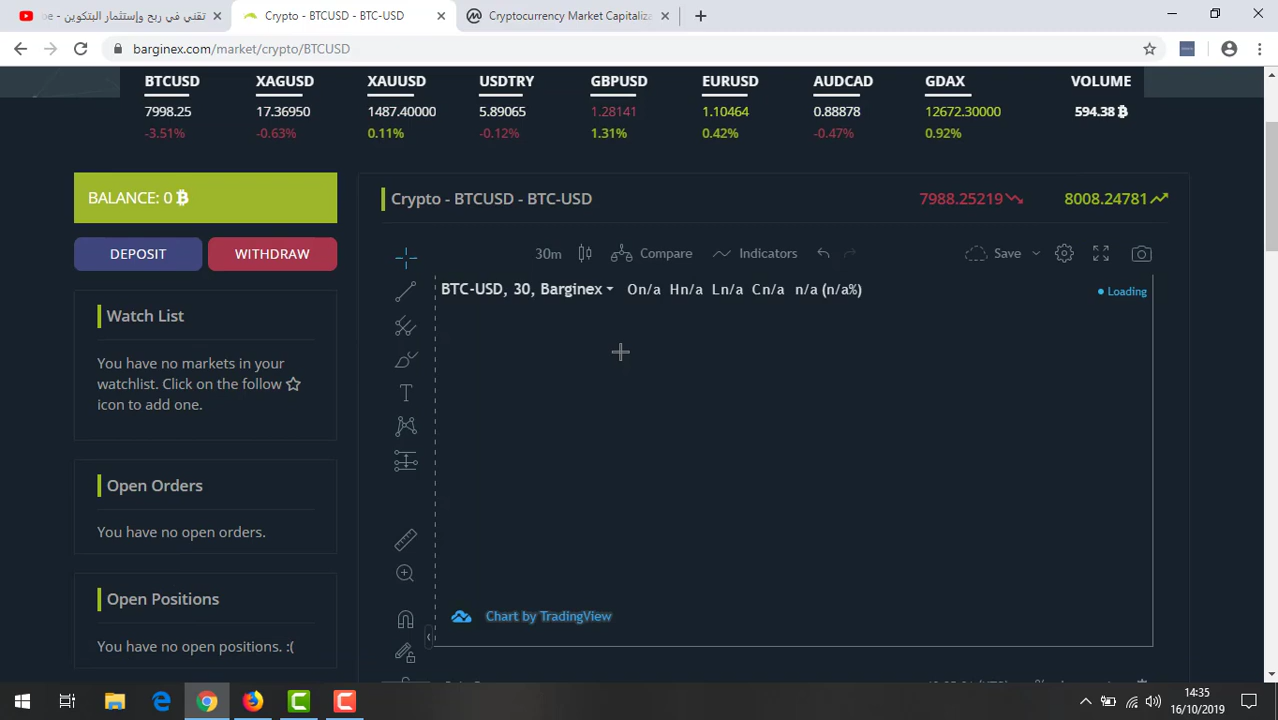 be - تقني في ربح وإستثمار البتكوين
Crypto - BTCUSD - BTC-USD
Cryptocurrency Market Capitaliza
barginex.com/market/crypto/BTCUSD
BTCUSD XAGUSD XAUUSD USDTRY GBPUSD EURUSD AUDCAD GDAX VOLUME
7998.25 17.36950 1487.40000 5.89065 1.28141 1.10464 0.88878 12672.30000 594.38
-3.51% -0.63% 0.11% -0.12% 1.31% 0.42% -0.47% 0.92%
BALANCE: 0
DEPOSIT WITHDRAW
Watch List
You have no markets in your
watchlist. Click on the follow
icon to add one.
Open Orders
You have no open orders.
Open Positions
You have no open positions. :(
Crypto - BTCUSD - BTC-USD 7988.25219 8008.24781
30m Compare Indicators Save
BTC-USD, 30, Barginex On/a Hn/a Ln/a Cn/a n/a (n/a%) Loading
Chart by TradingView
14:35
16/10/2019